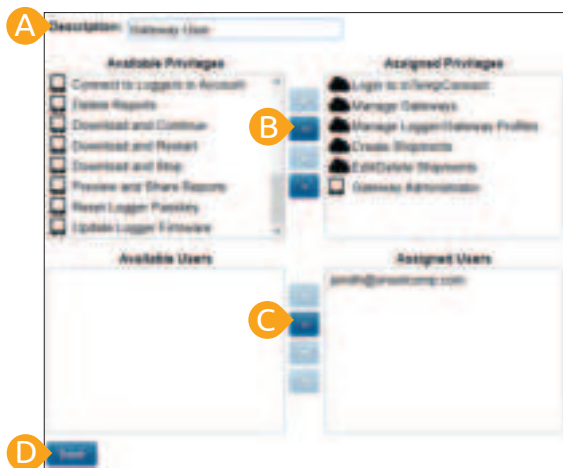 A
Description:
Gateway User
Available Privileges
Connect to Loggers in Account
Delete Reports
Download and Continue
Download and Restart
Download and Stop
Preview and Share Reports
Reset Logger Passkey
Update Logger Firmware
B
Assigned Privileges
Login to InTempConnect
Manage Gateways
Manage Logger/Gateway Profiles
Create Shipments
Edit/Delete Shipments
Gateway Administrator
Available Users
C
Assigned Users
D
Save